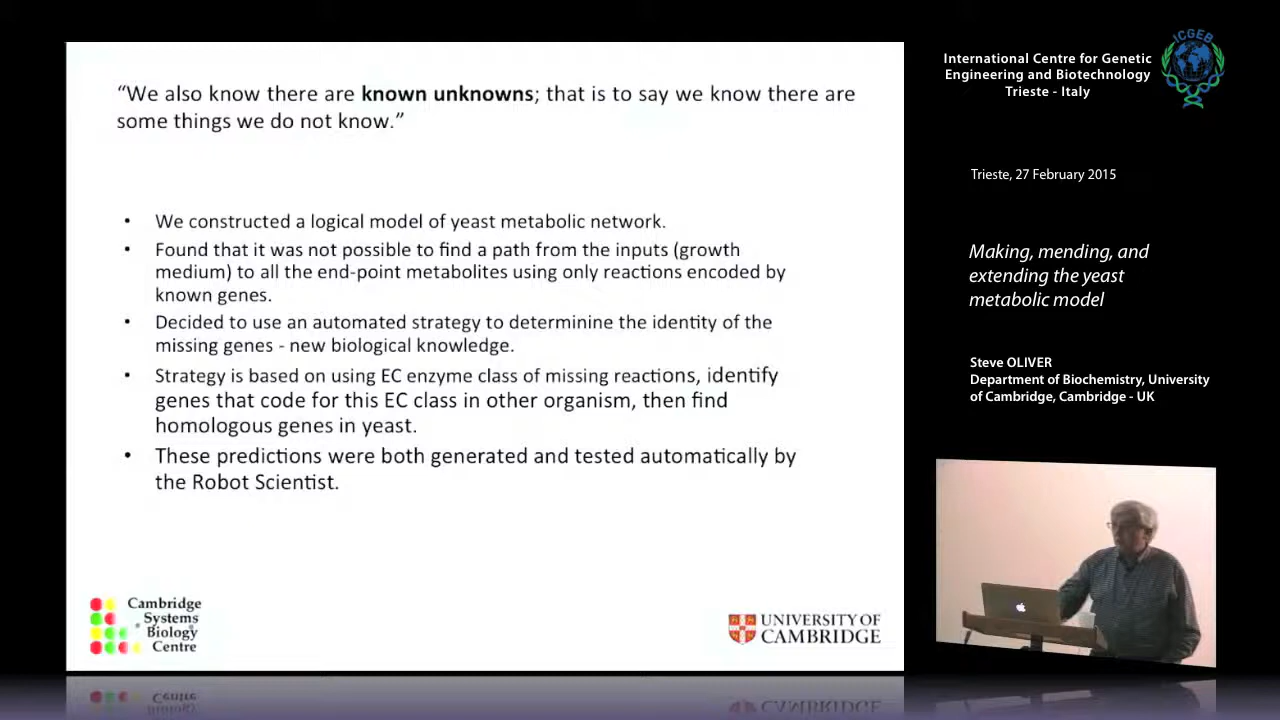 “We also know there are known unknowns; that is to say we know there are
some things we do not know.”
• We constructed a logical model of yeast metabolic network.
• Found that it was not possible to find a path from the inputs (growth
medium) to all the end-point metabolites using only reactions encoded by
known genes.
• Decided to use an automated strategy to determinine the identity of the
missing genes - new biological knowledge.
• Strategy is based on using EC enzyme class of missing reactions, identify
genes that code for this EC class in other organism, then find
homologous genes in yeast.
• These predictions were both generated and tested automatically by
the Robot Scientist.
Cambridge
Systems
Biology
Centre
UNIVERSITY OF
CAMBRIDGE
International Centre for Genetic
Engineering and Biotechnology
Trieste - Italy
ICGEB
Trieste, 27 February 2015
Making, mending, and
extending the yeast
metabolic model
Steve OLIVER
Department of Biochemistry, University
of Cambridge, Cambridge - UK